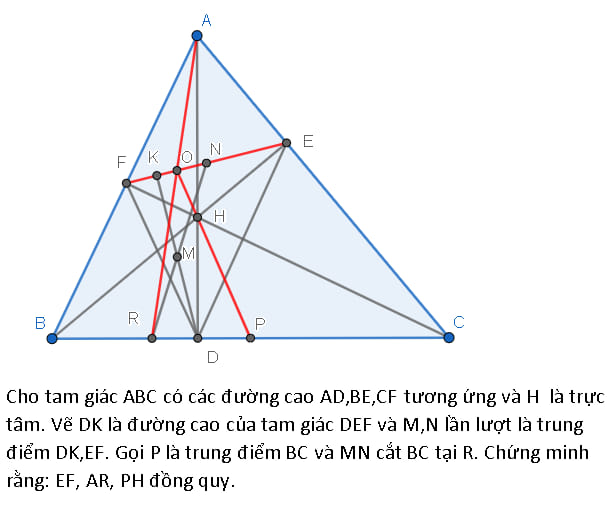 A
E
F
K
O
N
H
M
B
R
D
P
C
Cho tam giác ABC có các đường cao AD,BE,CF tương ứng và H là trực
tâm. Vẽ DK là đường cao của tam giác DEF và M,N lần lượt là trung
điểm DK,EF. Gọi P là trung điểm BC và MN cắt BC tại R. Chứng minh
rằng: EF, AR, PH đồng quy.